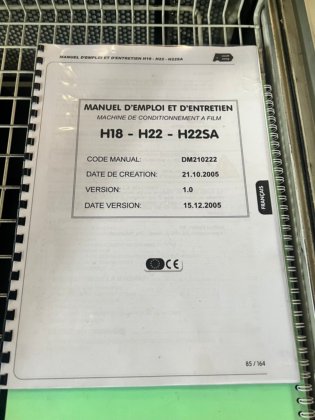 MANUEL D'EMPLOI ET D'ENTRETIEN H18 - H22 - H22SA
MANUEL D'EMPLOI ET D'ENTRETIEN
MACHINE DE CONDITIONNEMENT A FILM
H18 - H22 - H22SA
CODE MANUAL: DM210222
DATE DE CREATION: 21.10.2005
VERSION: 1.0
DATE VERSION: 15.12.2005
FRANÇAIS
CE
85 / 164